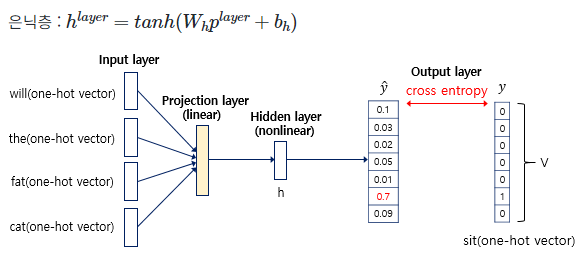 은닉층 : h^{layer} = tanh(W_h p^{layer} + b_h)
Input layer
will(one-hot vector)
the(one-hot vector)
fat(one-hot vector)
cat(one-hot vector)
Projection layer
(linear)
Hidden layer
(nonlinear)
h
Output layer
ŷ
cross entropy
y
0.1
0.03
0.02
0.05
0.01
0.7
0.09
0
0
0
0
0
1
0
V
sit(one-hot vector)